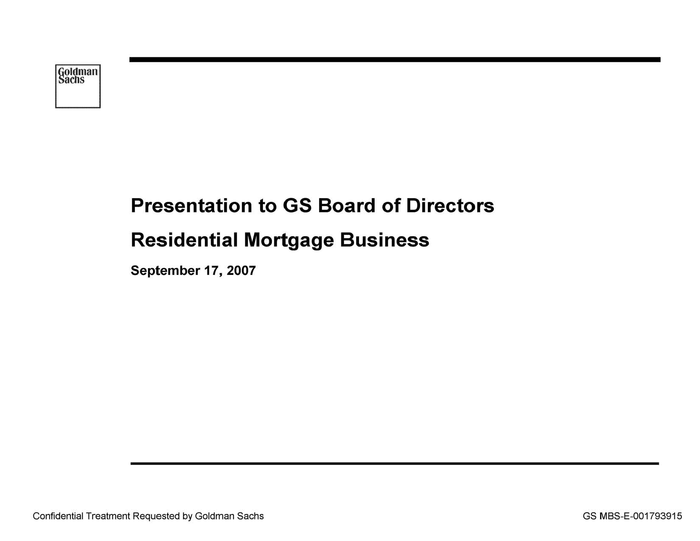 Goldman
Sachs
Presentation to GS Board of Directors
Residential Mortgage Business
September 17, 2007
Confidential Treatment Requested by Goldman Sachs
GS MBS-E-001793915